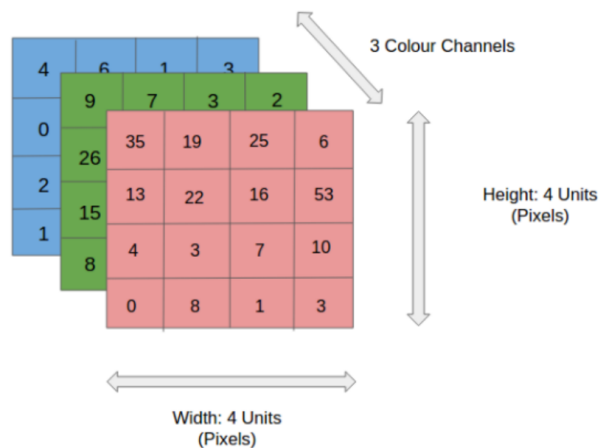 3 Colour Channels
4 6 1 3
9 7 3 2
0
35 19 25 6
26
13 22 16 53
2
Height: 4 Units
(Pixels)
15
4 3 7 10
1
8
0 8 1 3
Width: 4 Units
(Pixels)